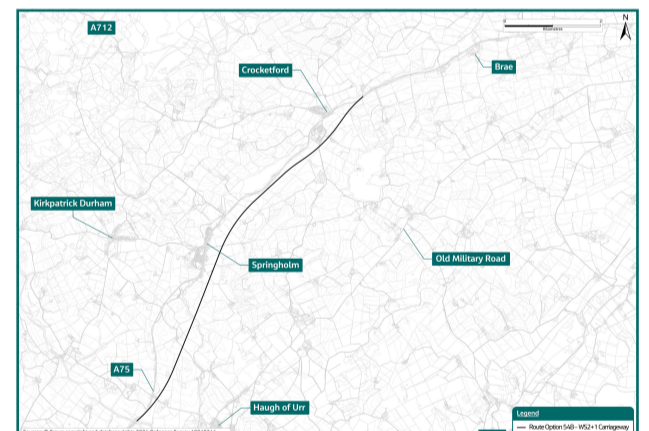 A712
N
Kilometres
Brae
Crocketford
Kirkpatrick Durham
Springholm
Old Military Road
A75
Haugh of Urr
Legend
Route Option 54B - WS2+1 Carriageway